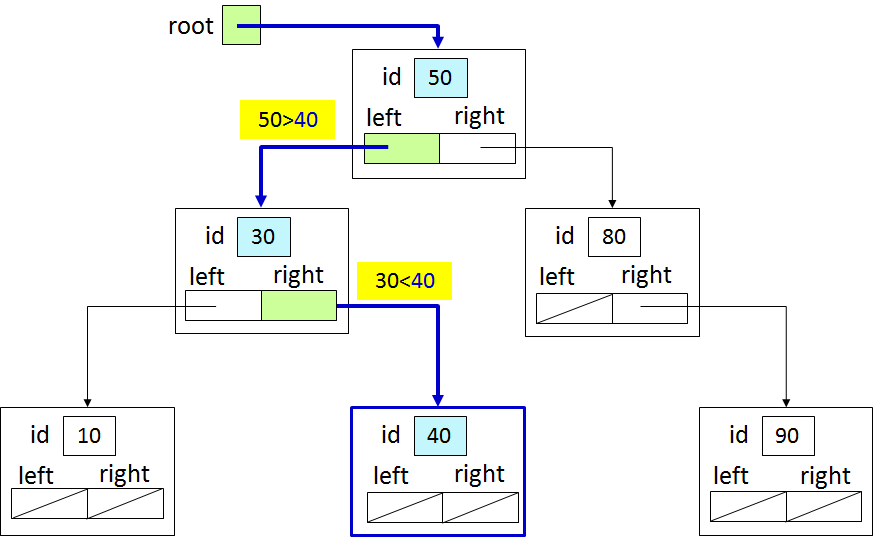 root
id 50
50>40
left right
id 30
id 80
left right
30<40
left right
id 10
id 40
id 90
left right
left right
left right